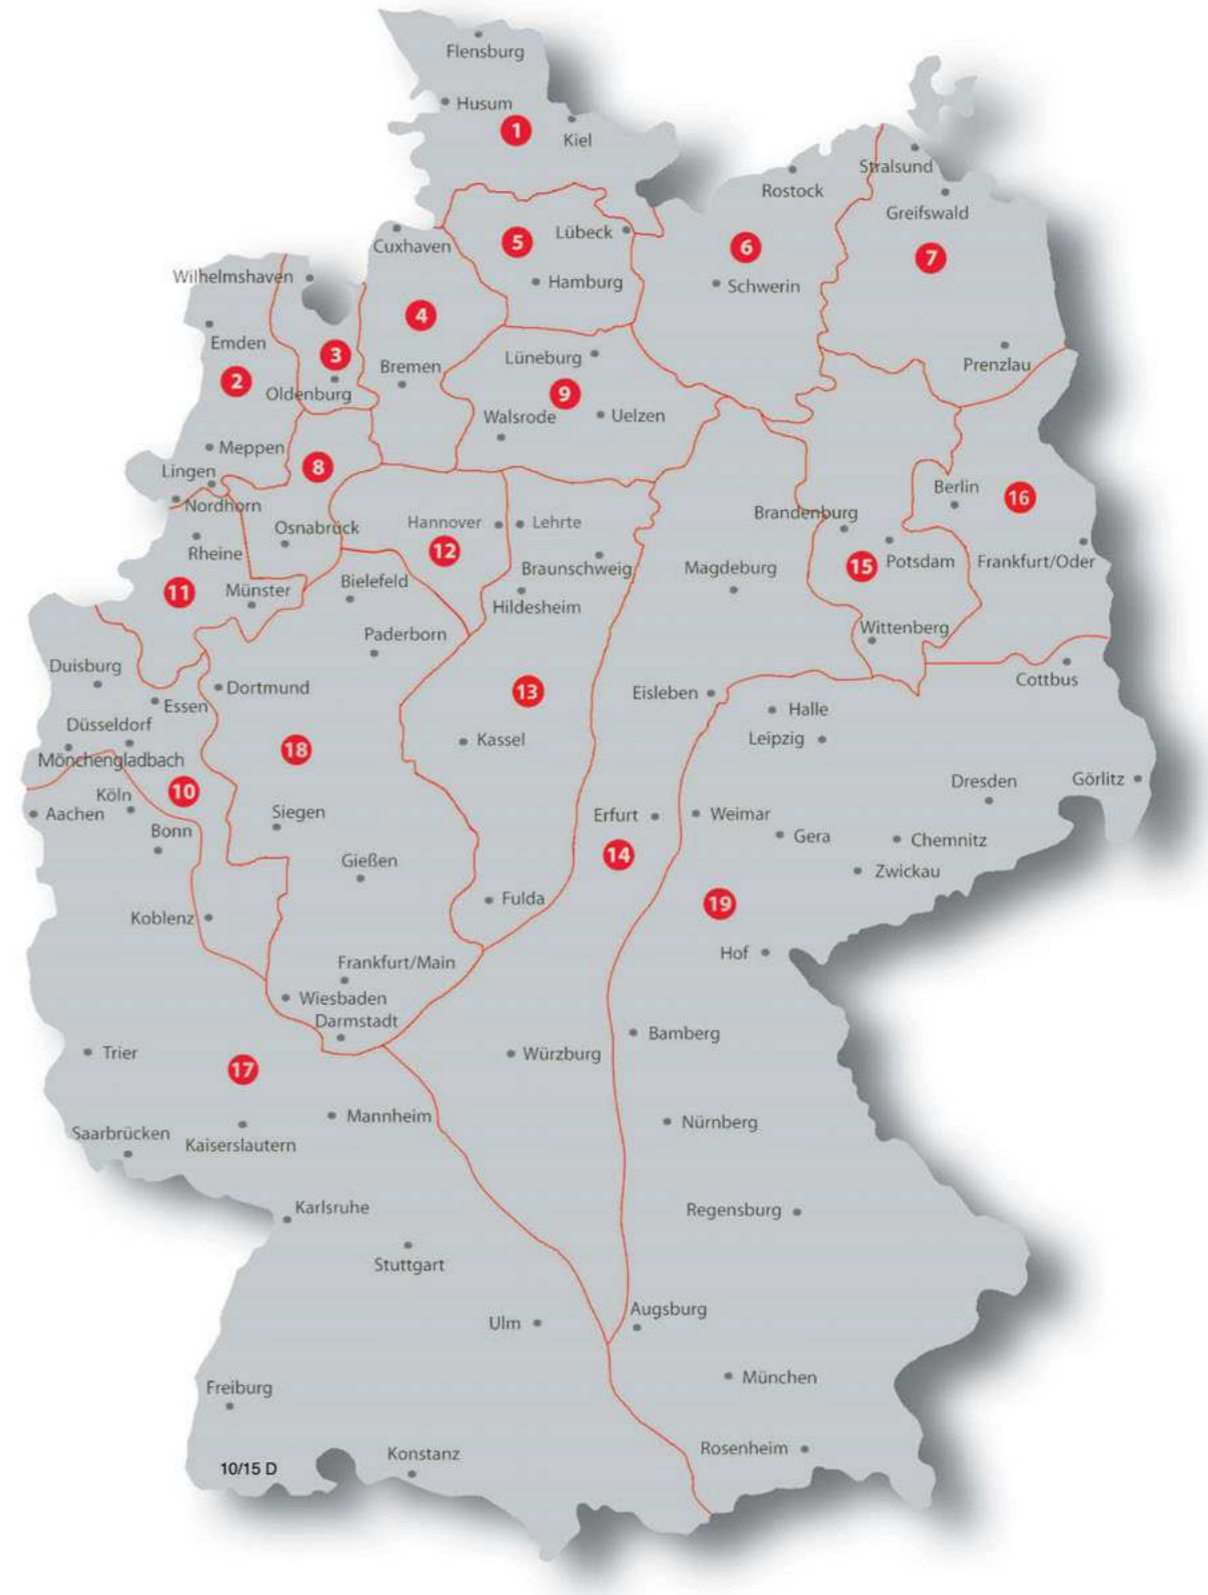 Flensburg
Husum
1
Kiel
Stralsund
Rostock
Greifswald
Lübeck
5
6
Cuxhaven
7
Wilhelmshaven
Hamburg
Schwerin
4
Emden
Lüneburg
3
Prenzlau
Bremen
2
Oldenburg
9
Walsrode
Uelzen
Meppen
8
Lingen
Berlin
16
Nordhorn
Brandenburg
Osnabrück
Hannover
Lehrte
Rheine
12
Potsdam
Frankfurt/Oder
15
Braunschweig
Magdeburg
Bielefeld
11
Münster
Hildesheim
Paderborn
Wittenberg
Duisburg
Cottbus
Dortmund
13
Eisleben
Essen
Halle
Düsseldorf
Kassel
Leipzig
18
Mönchengladbach
Dresden
Görlitz
10
Köln
Aachen
Siegen
Erfurt
Weimar
Bonn
Gera
Chemnitz
Gießen
14
Zwickau
Fulda
19
Koblenz
Hof
Frankfurt/Main
Wiesbaden
Darmstadt
Bamberg
Trier
Würzburg
17
Mannheim
Nürnberg
Saarbrücken
Kaiserslautern
Karlsruhe
Regensburg
Stuttgart
Augsburg
Ulm
München
Freiburg
Rosenheim
Konstanz
10/15 D